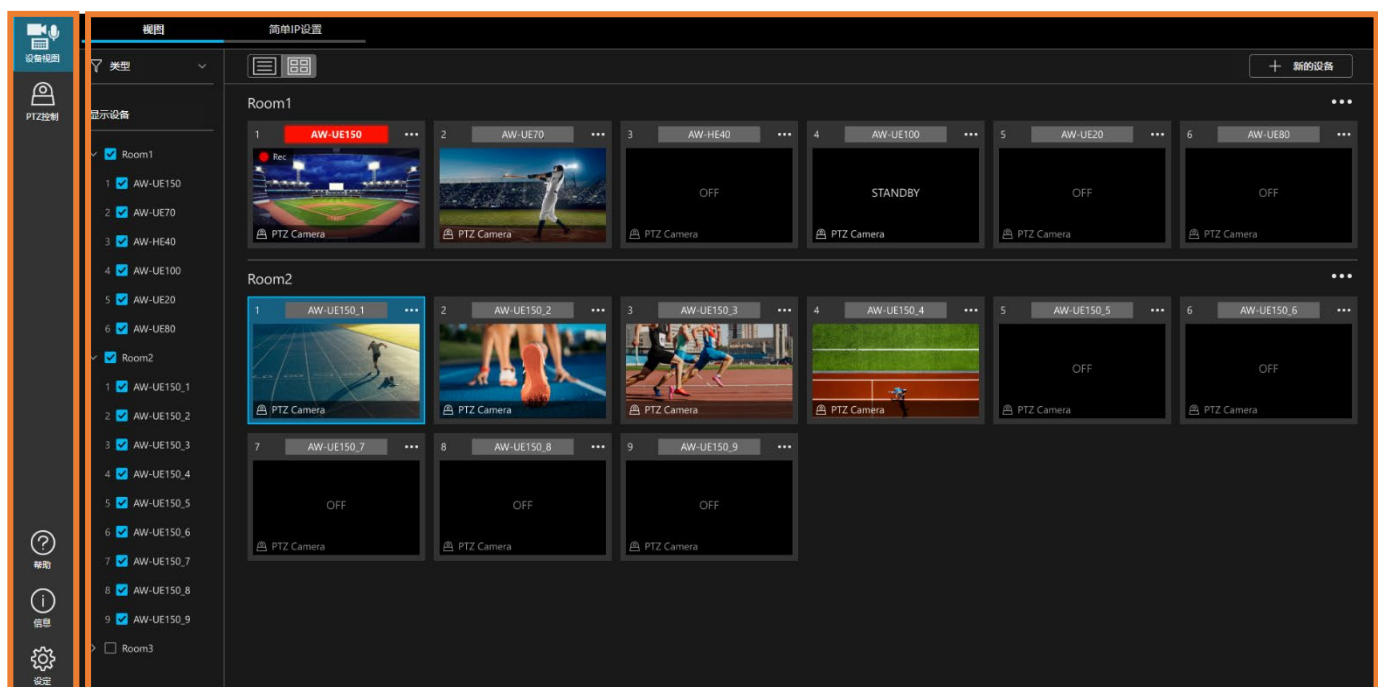 设备视图
PTZ控制
帮助
信息
设定
视图
简单IP设置
类型
新的设备
显示设备
Room1
1 AW-UE150
2 AW-UE70
3 AW-HE40
4 AW-UE100
5 AW-UE20
6 AW-UE80
Room2
1 AW-UE150_1
2 AW-UE150_2
3 AW-UE150_3
4 AW-UE150_4
5 AW-UE150_5
6 AW-UE150_6
7 AW-UE150_7
8 AW-UE150_8
9 AW-UE150_9
Room3
Room1
1 AW-UE150
Rec
PTZ Camera
2 AW-UE70
PTZ Camera
3 AW-HE40
OFF
PTZ Camera
4 AW-UE100
STANDBY
PTZ Camera
5 AW-UE20
OFF
PTZ Camera
6 AW-UE80
OFF
PTZ Camera
Room2
1 AW-UE150_1
PTZ Camera
2 AW-UE150_2
PTZ Camera
3 AW-UE150_3
PTZ Camera
4 AW-UE150_4
PTZ Camera
5 AW-UE150_5
OFF
PTZ Camera
6 AW-UE150_6
OFF
PTZ Camera
7 AW-UE150_7
OFF
PTZ Camera
8 AW-UE150_8
OFF
PTZ Camera
9 AW-UE150_9
OFF
PTZ Camera